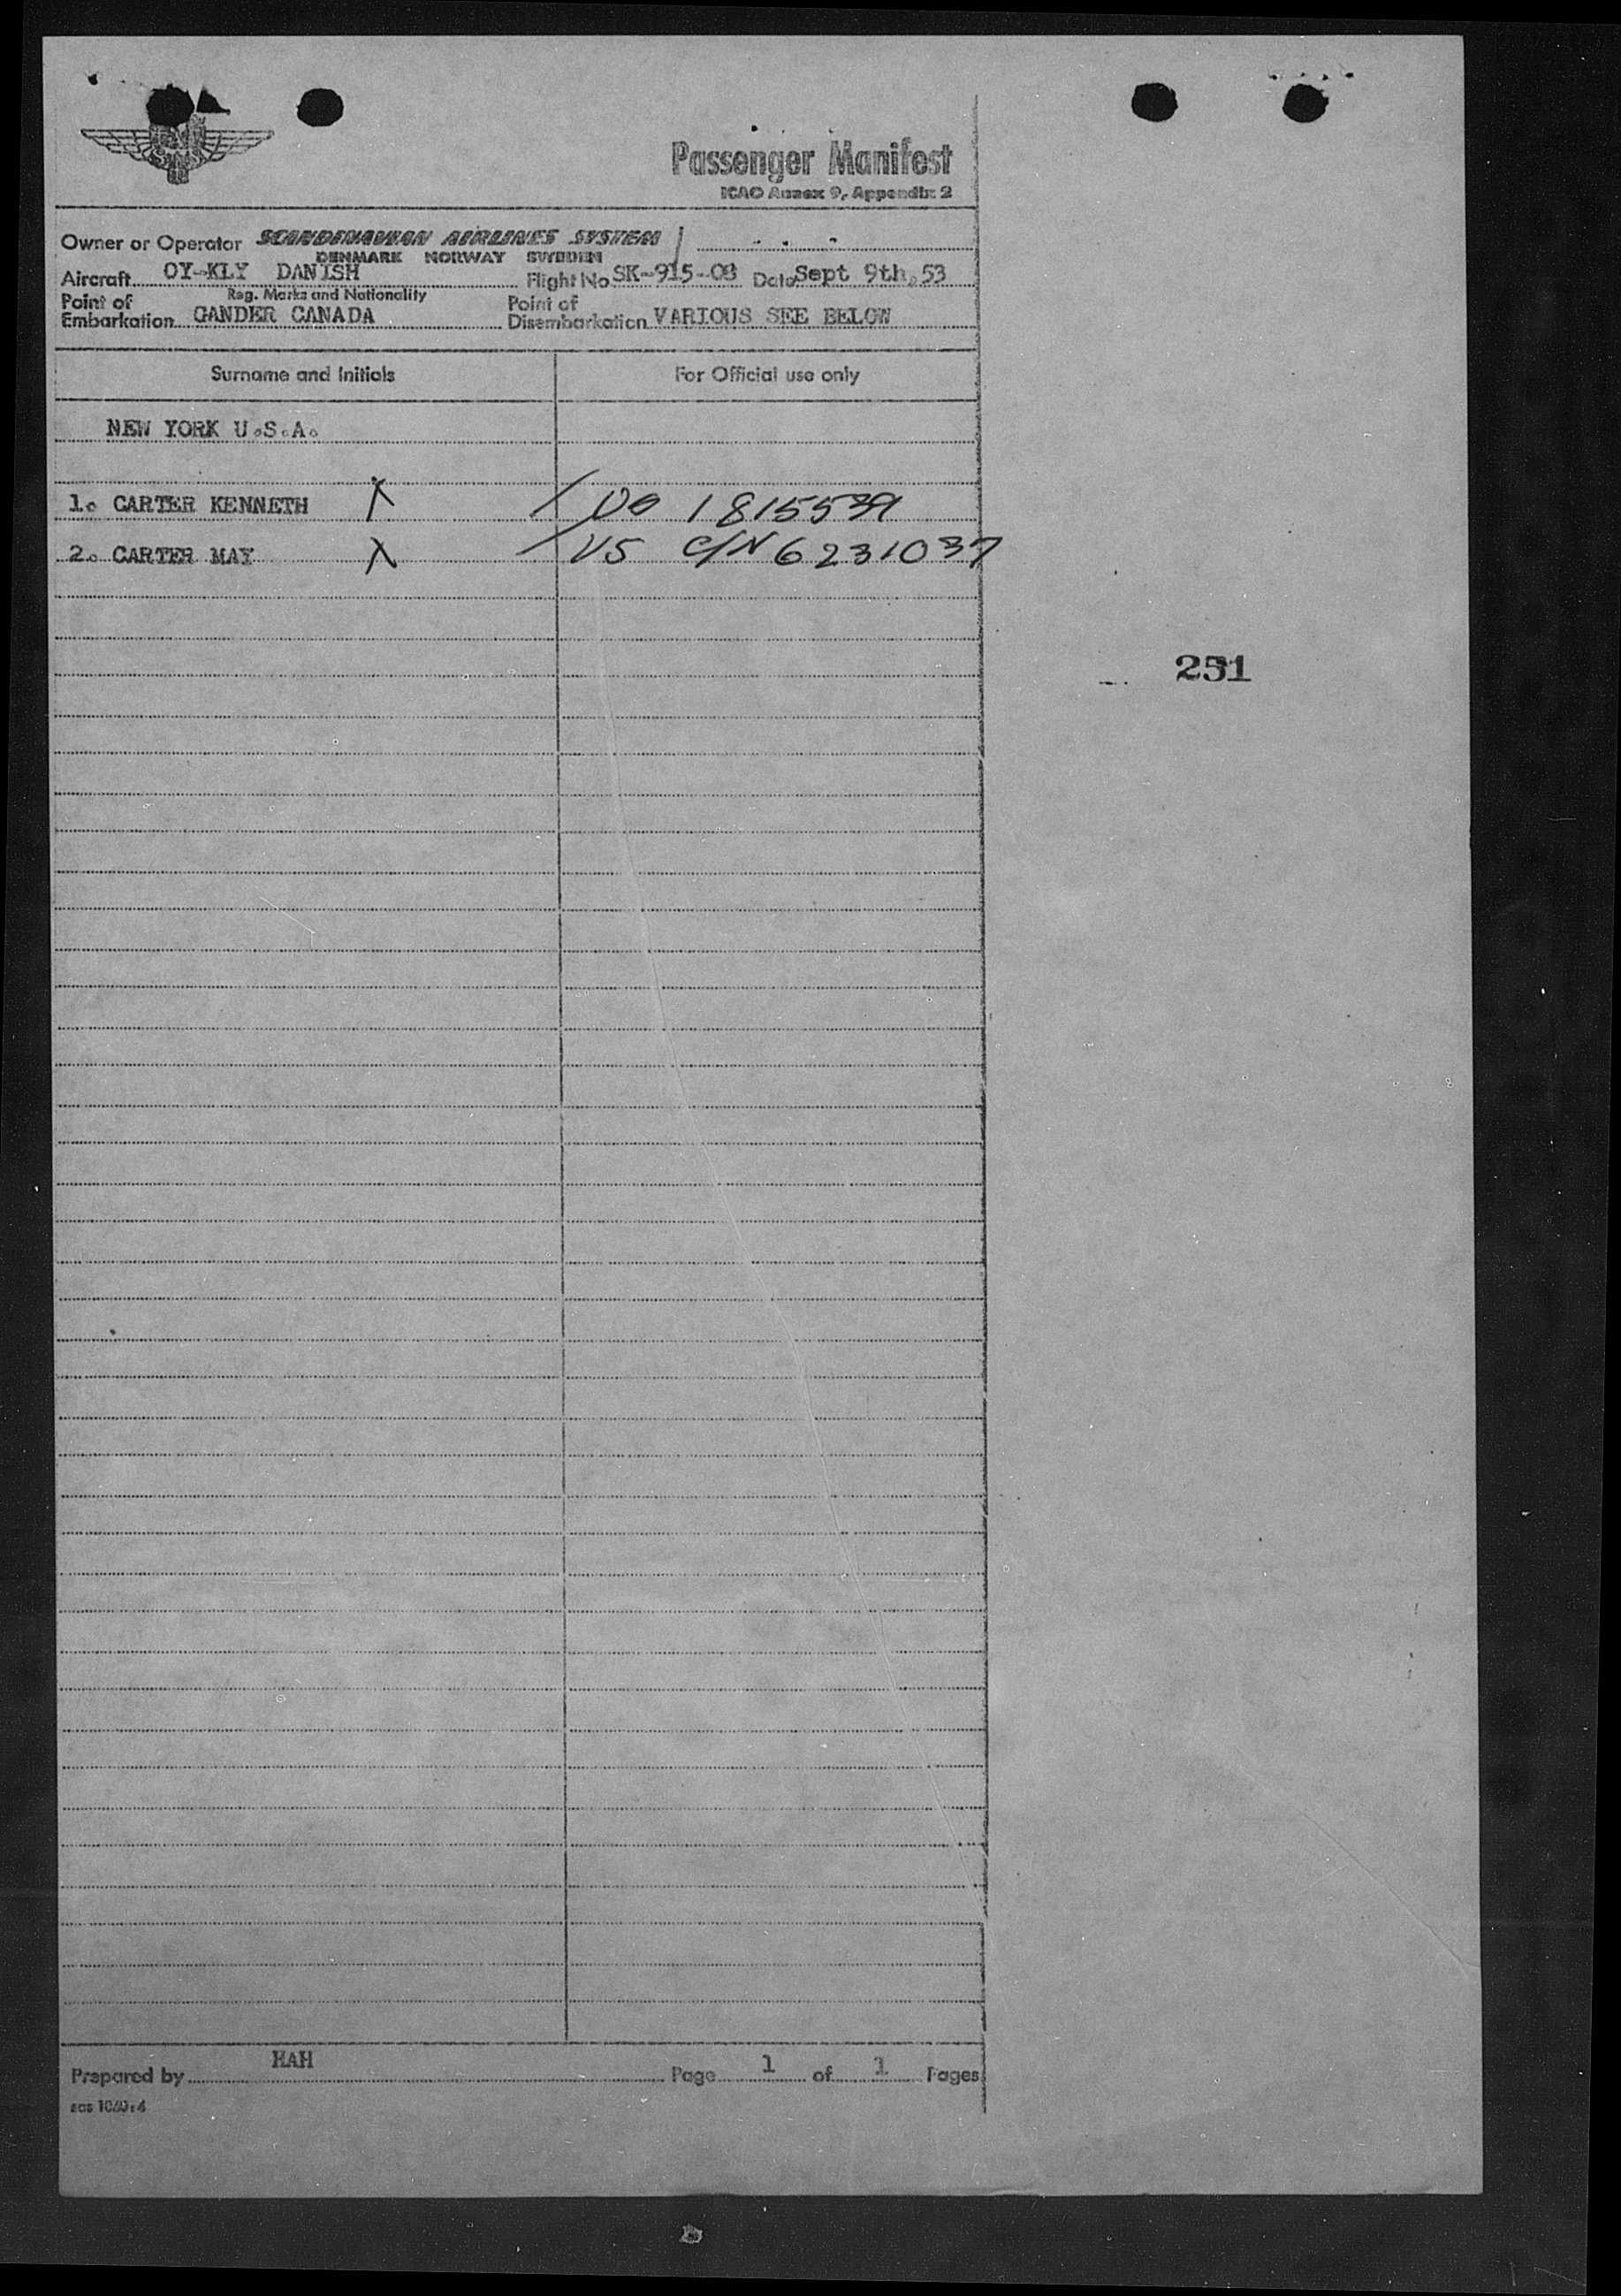 Passenger Manifest
ICAO Annex 9, Appendix 2
Owner or Operator SCANDINAVIAN AIRLINES SYSTEM
DENMARK NORWAY SWEDEN
Aircraft OY-KLY DANISH Flight No SK-915-08 Date Sept 9th, 53
Reg. Marks and Nationality
Point of Embarkation GANDER CANADA Point of Disembarkation VARIOUS SEE BELOW
Surname and Initials For Official use only
NEW YORK U.S.A.
1. CARTER KENNETH X 1815539
2. CARTER MAY X US C/N 6231037
251
Prepared by HAH Page 1 of 1 Pages